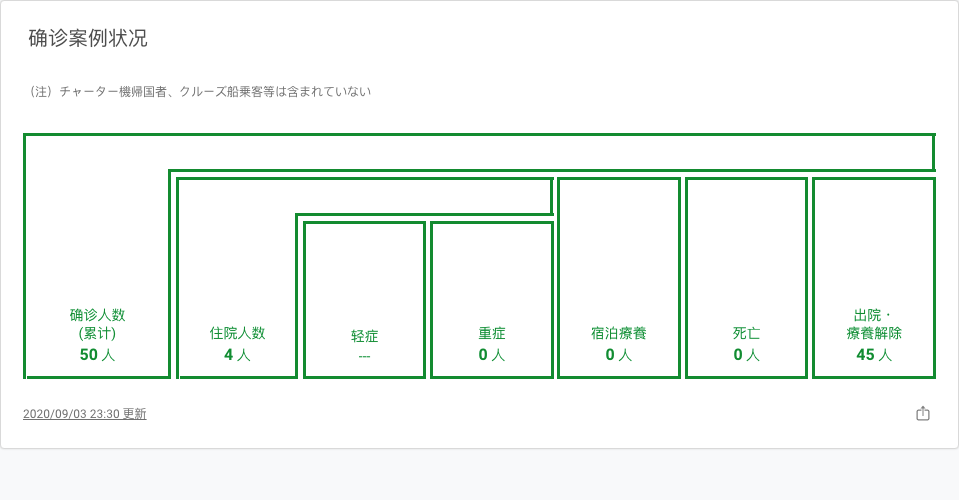 确诊案例状况
（注）チャーター機帰国者、クルーズ船乗客等は含まれていない
确诊人数
(累计)
50 人
住院人数
4 人
轻症
---
重症
0 人
宿泊療養
0 人
死亡
0 人
出院・
療養解除
45 人
2020/09/03 23:30 更新